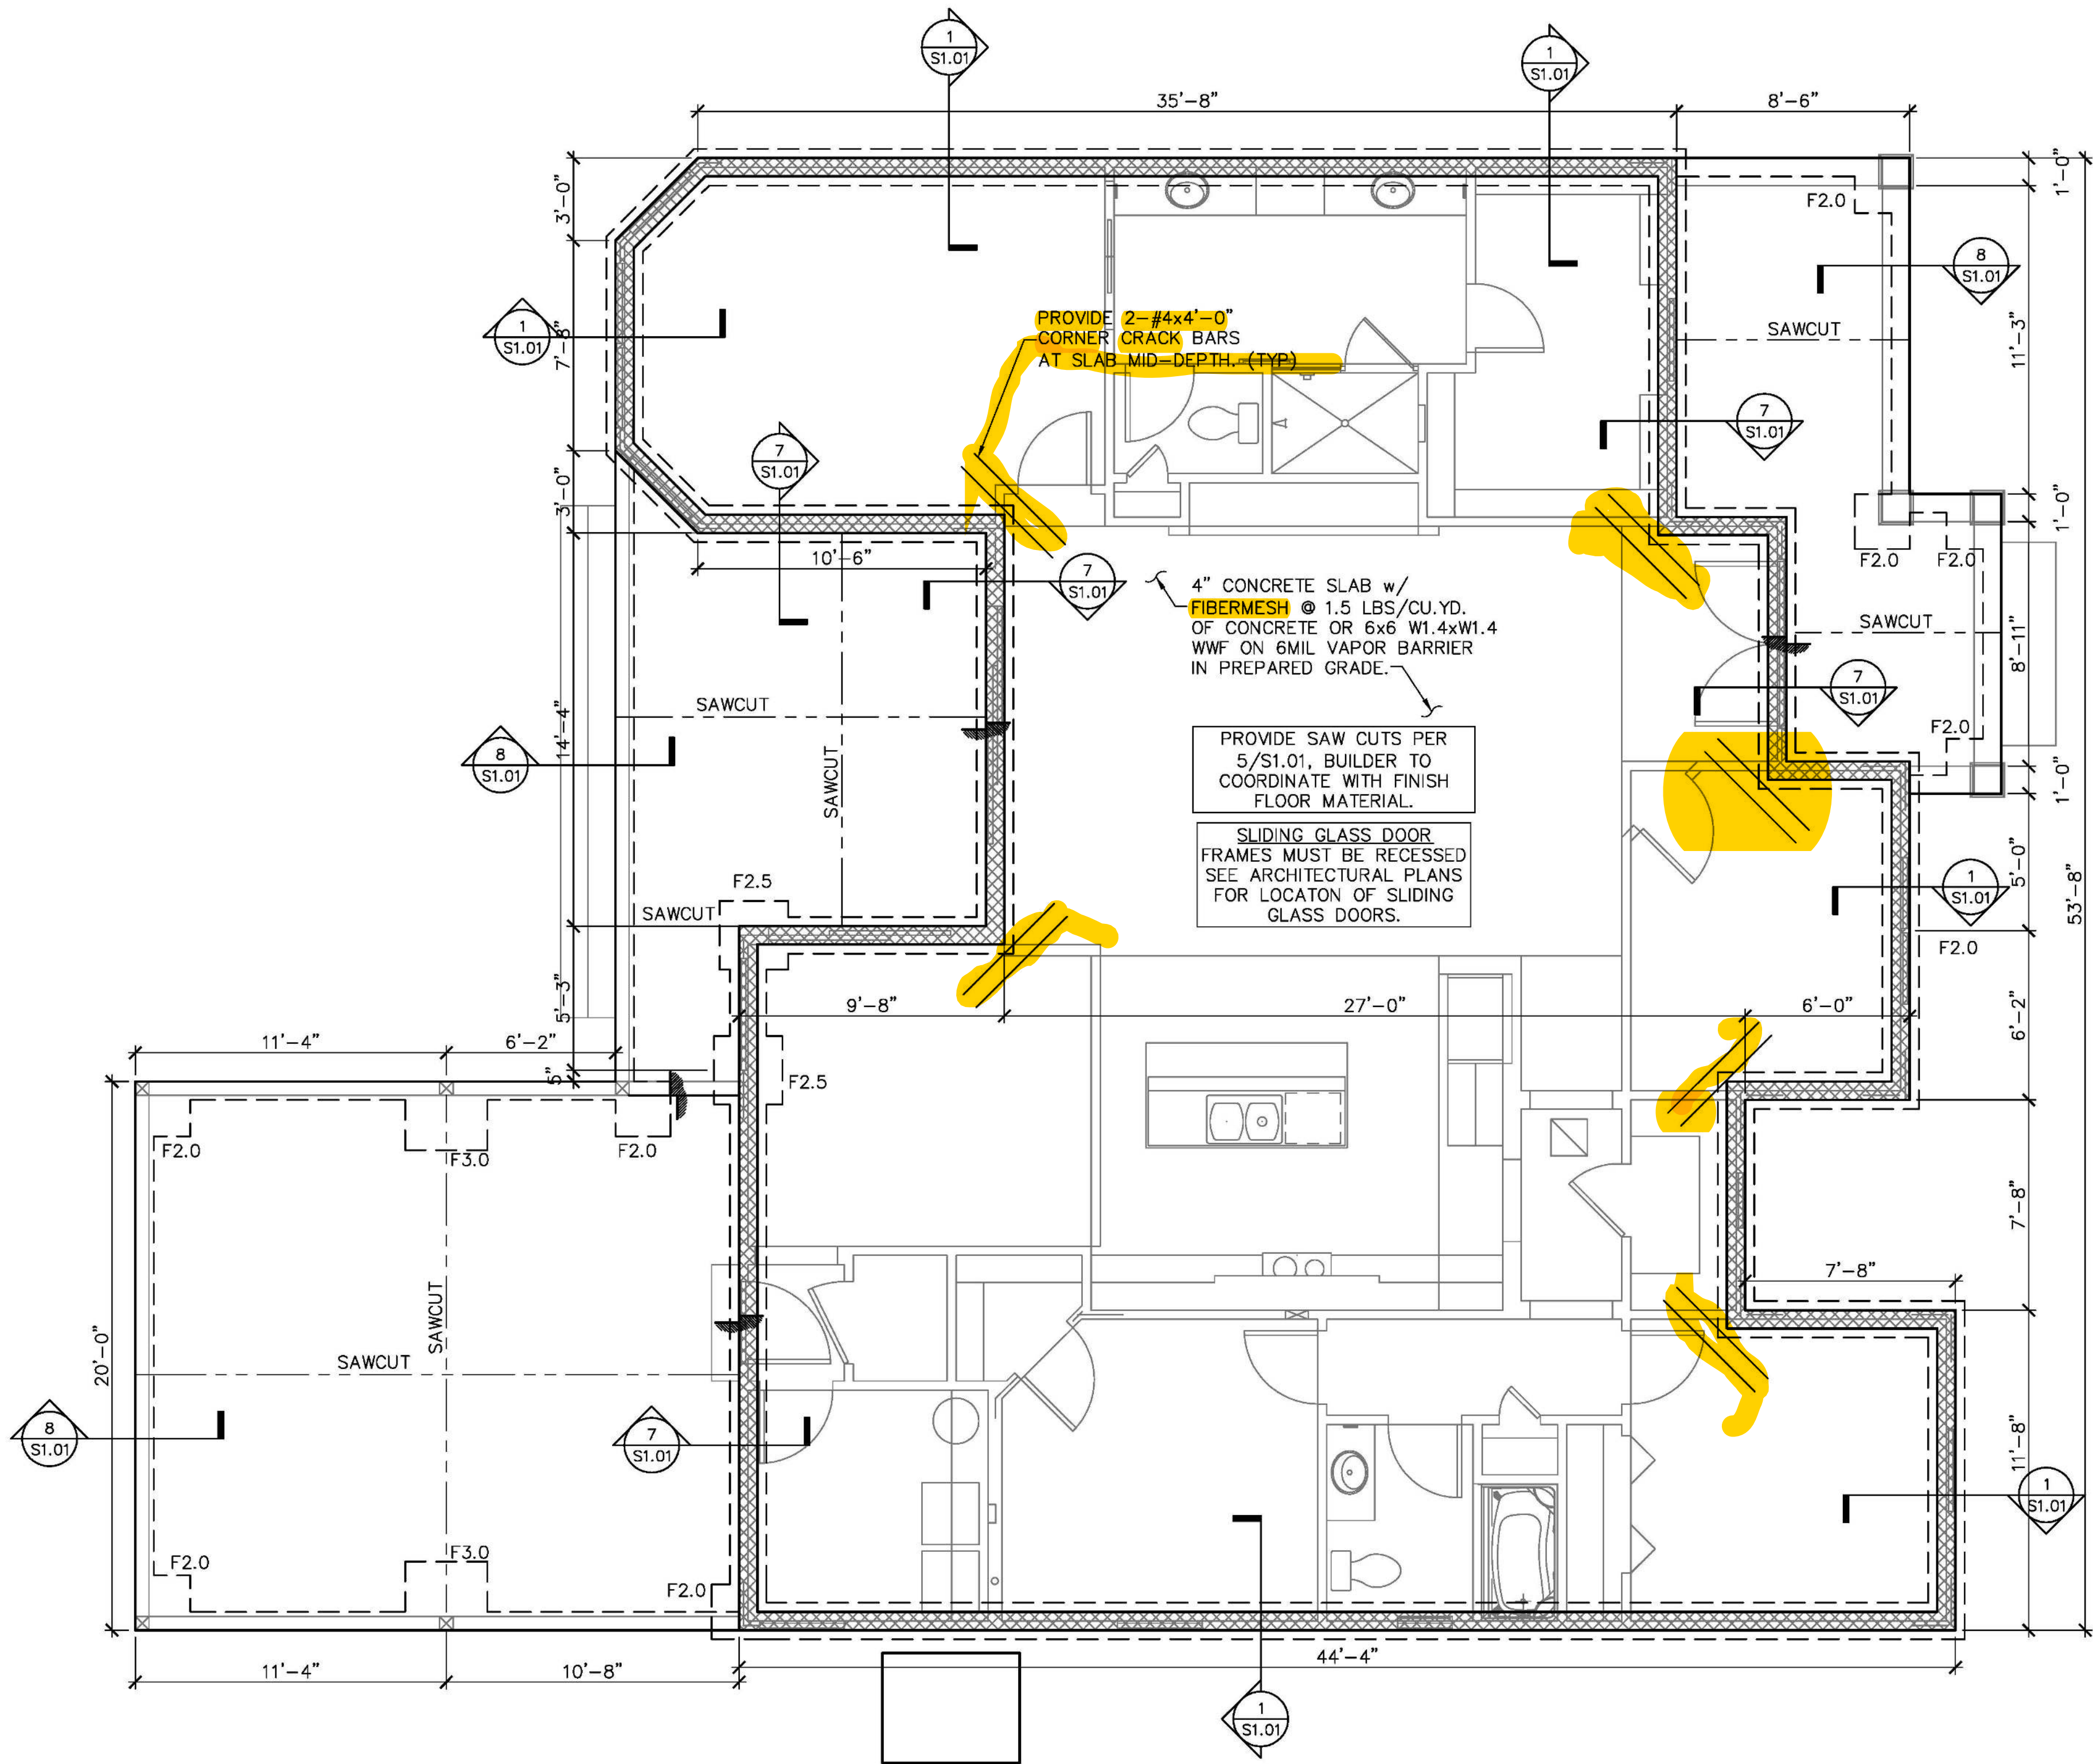 1
S1.01
1
S1.01
35'-8"
8'-6"
1'-0"
3'-0"
F2.0
8
S1.01
1
S1.01
7'-8"
PROVIDE 2-#4x4'-0"
CORNER CRACK BARS
AT SLAB MID-DEPTH. (TYP)
SAWCUT
11'-3"
7
S1.01
7
S1.01
3'-0"
1'-0"
10'-6"
F2.0
F2.0
7
S1.01
4" CONCRETE SLAB w/
FIBERMESH @ 1.5 LBS/CU.YD.
OF CONCRETE OR 6x6 W1.4xW1.4
WWF ON 6MIL VAPOR BARRIER
IN PREPARED GRADE.
SAWCUT
8'-11"
7
S1.01
SAWCUT
14'-4"
8
S1.01
SAWCUT
F2.0
PROVIDE SAW CUTS PER
5/S1.01, BUILDER TO
COORDINATE WITH FINISH
FLOOR MATERIAL.
1'-0"
SLIDING GLASS DOOR
FRAMES MUST BE RECESSED
SEE ARCHITECTURAL PLANS
FOR LOCATON OF SLIDING
GLASS DOORS.
5'-0"
53'-8"
F2.5
SAWCUT
1
S1.01
F2.0
5'-3"
9'-8"
27'-0"
6'-0"
6'-2"
11'-4"
6'-2"
5"
F2.5
F2.0
F3.0
F2.0
7'-8"
7'-8"
SAWCUT
SAWCUT
20'-0"
8
S1.01
7
S1.01
11'-8"
1
S1.01
F2.0
F3.0
F2.0
11'-4"
10'-8"
44'-4"
1
S1.01